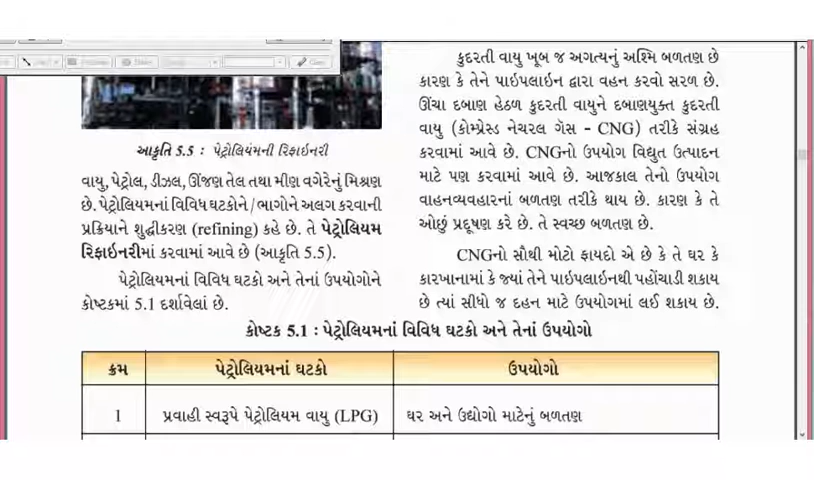 આકૃતિ 5.5 : પેટ્રોલિયમની રિફાઇનરી
વાયુ, પેટ્રોલ, ડીઝલ, ઊંજણ તેલ તથા મીણ વગેરેનું મિશ્રણ
છે. પેટ્રોલિયમનાં વિવિધ ઘટકોને/ભાગોને અલગ કરવાની
પ્રક્રિયાને શુદ્ધીકરણ (refining) કહે છે. તે પેટ્રોલિયમ
રિફાઇનરીમાં કરવામાં આવે છે (આકૃતિ 5.5).
પેટ્રોલિયમનાં વિવિધ ઘટકો અને તેનાં ઉપયોગોને
કોષ્ટકમાં 5.1 દર્શાવેલાં છે.
કુદરતી વાયુ ખૂબ જ અગત્યનું અશ્મિ બળતણ છે
કારણ કે તેને પાઇપલાઇન દ્વારા વહન કરવો સરળ છે.
ઊંચા દબાણ હેઠળ કુદરતી વાયુને દબાણયુક્ત કુદરતી
વાયુ (કોમ્પ્રેસ્ડ નેચરલ ગૅસ - CNG) તરીકે સંગ્રહ
કરવામાં આવે છે. CNGનો ઉપયોગ વિદ્યુત ઉત્પાદન
માટે પણ કરવામાં આવે છે. આજકાલ તેનો ઉપયોગ
વાહનવ્યવહારનાં બળતણ તરીકે થાય છે. કારણ કે તે
ઓછું પ્રદૂષણ કરે છે. તે સ્વચ્છ બળતણ છે.
CNGનો સૌથી મોટો ફાયદો એ છે કે તે ઘર કે
કારખાનામાં કે જ્યાં તેને પાઇપલાઇનથી પહોંચાડી શકાય
છે ત્યાં સીધો જ દહન માટે ઉપયોગમાં લઈ શકાય છે.
કોષ્ટક 5.1 : પેટ્રોલિયમનાં વિવિધ ઘટકો અને તેનાં ઉપયોગો
ક્રમ પેટ્રોલિયમનાં ઘટકો ઉપયોગો
1 પ્રવાહી સ્વરૂપે પેટ્રોલિયમ વાયુ (LPG) ઘર અને ઉદ્યોગો માટેનું બળતણ